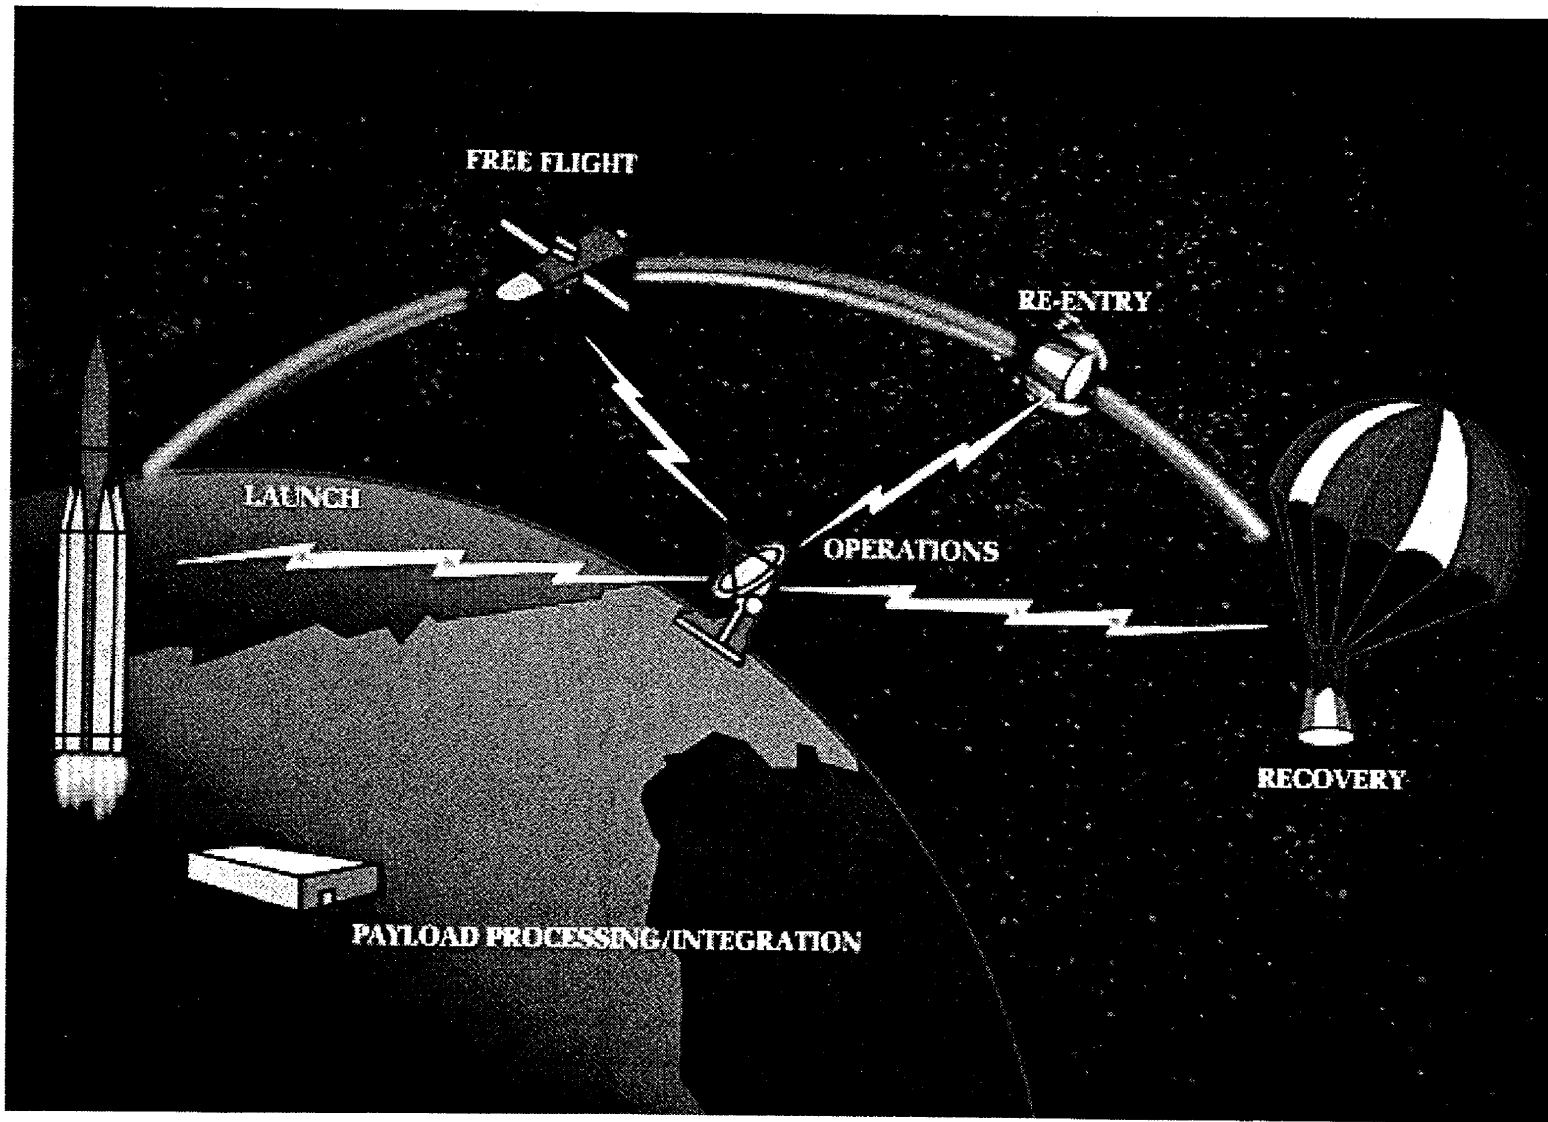 FREE FLIGHT
RE-ENTRY
LAUNCH
OPERATIONS
RECOVERY
PAYLOAD PROCESSING/INTEGRATION